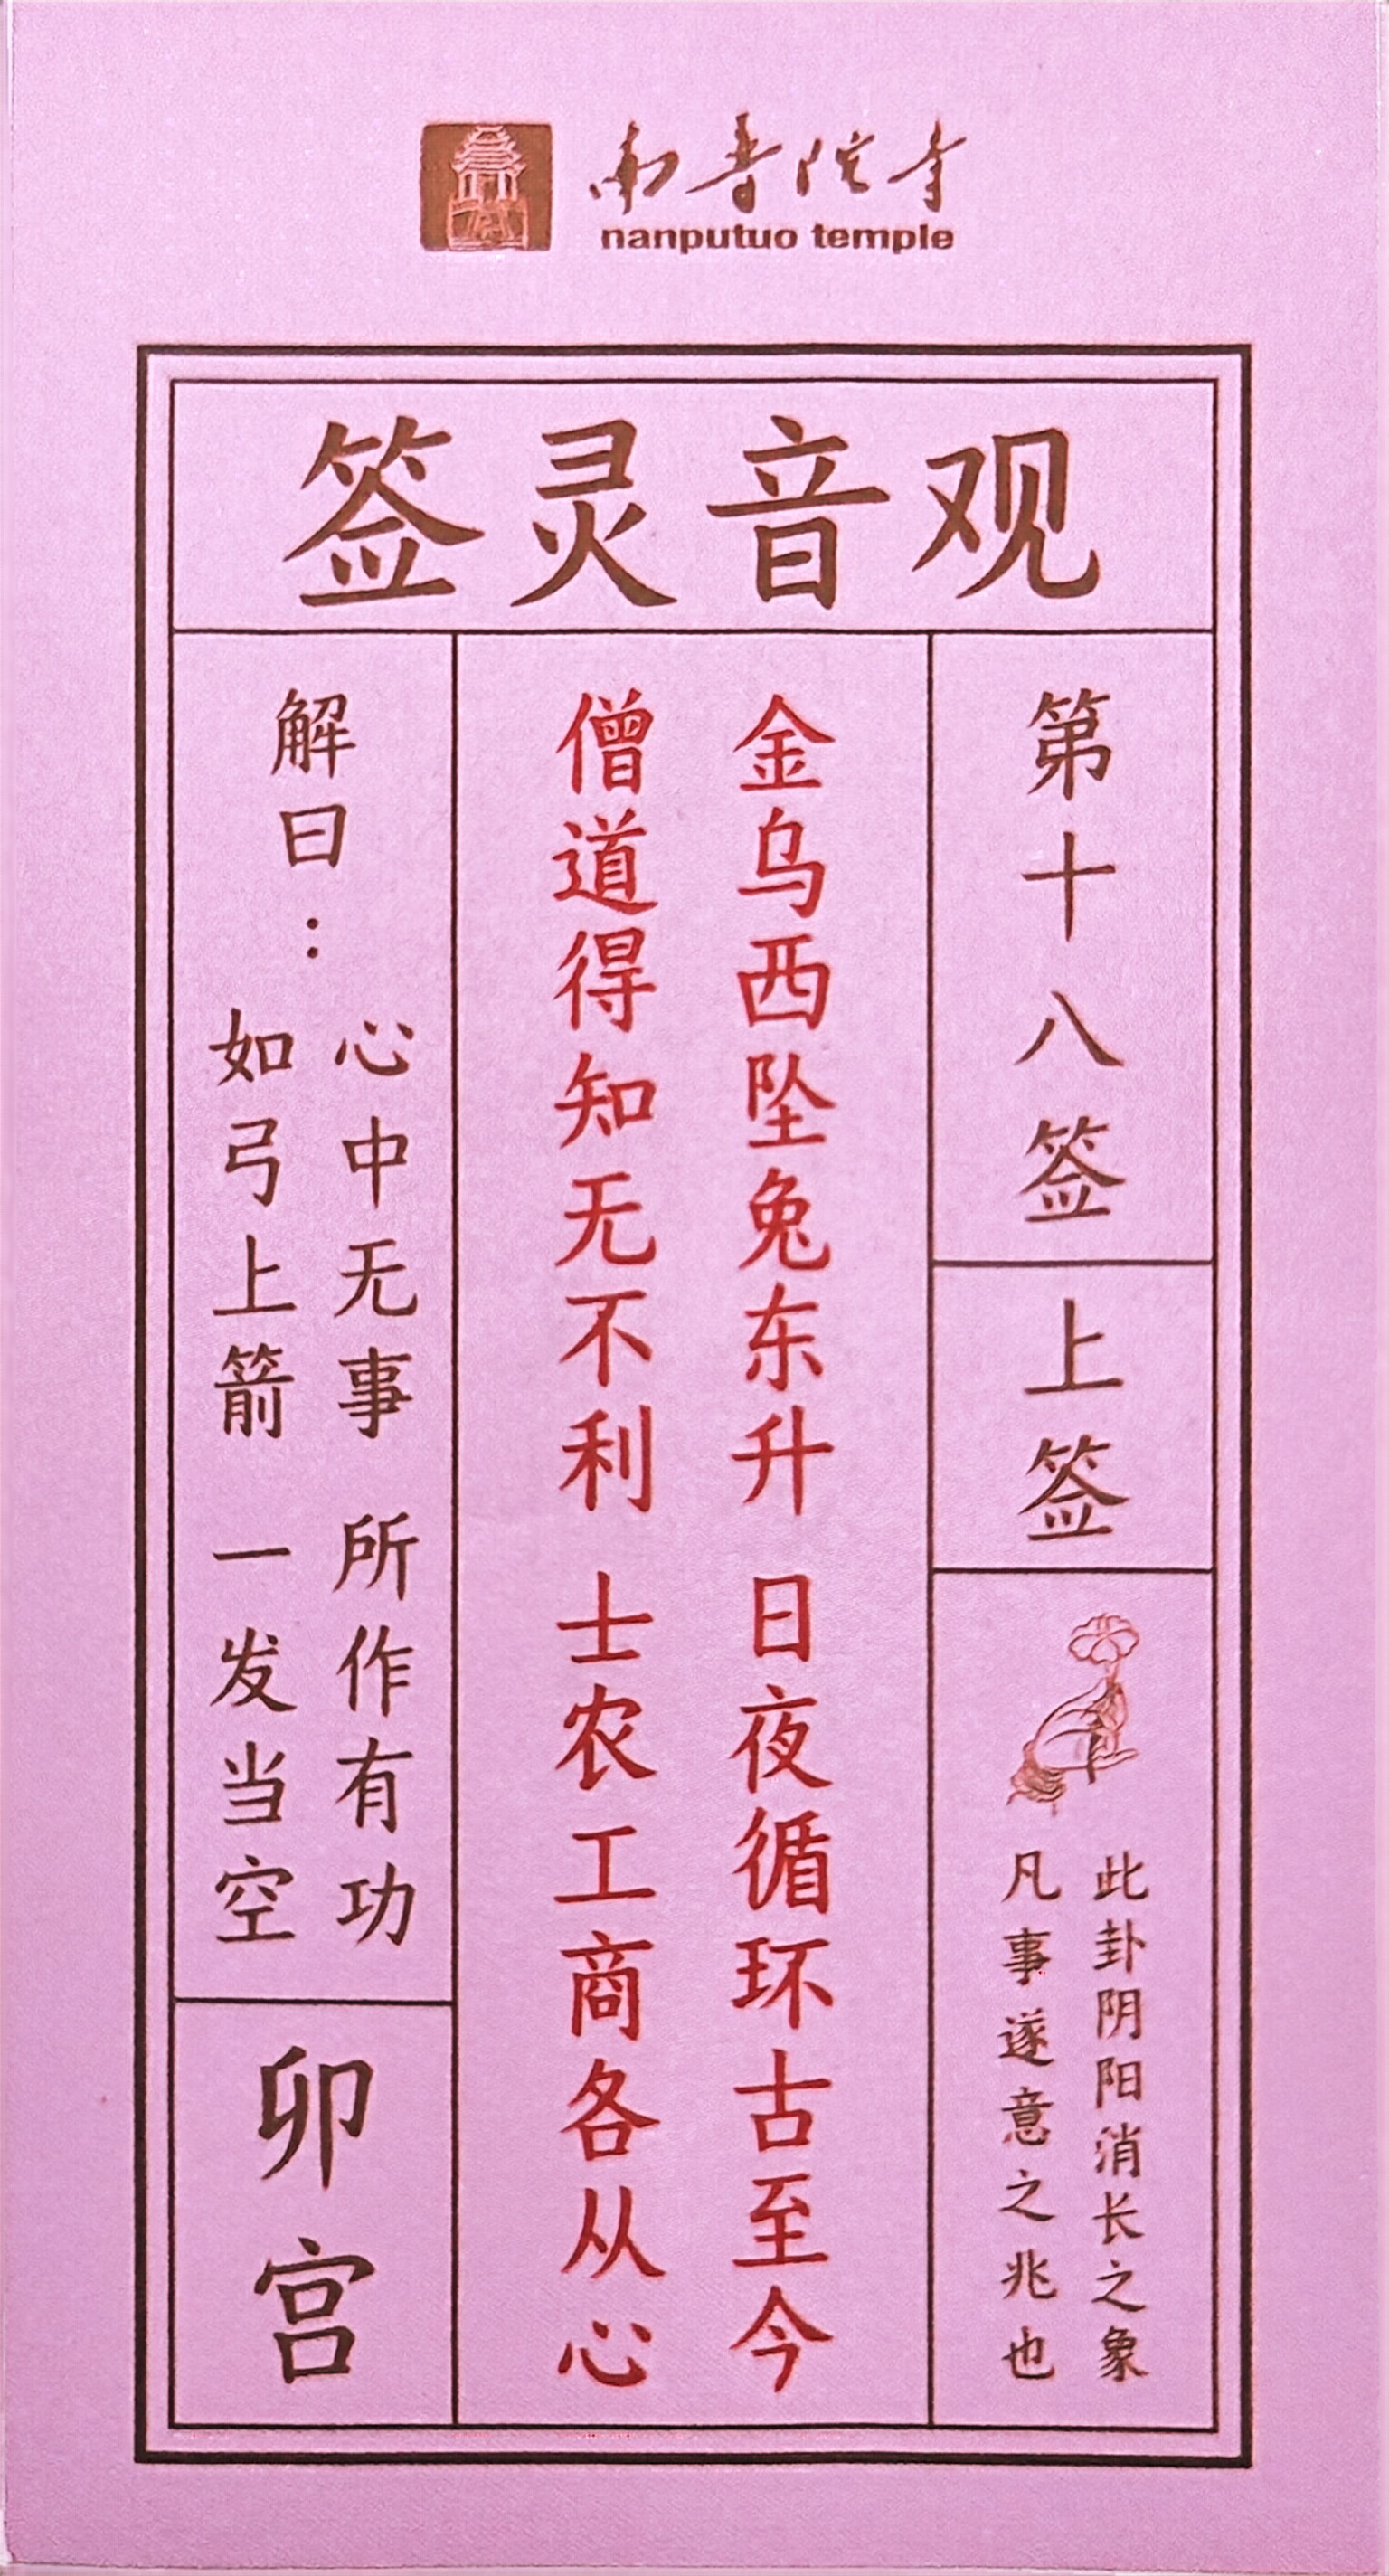 南普陀寺
nanputuo temple
观音灵签
第十八签
上签
此卦阴阳消长之象
凡事遂意之兆也
金乌西坠兔东升 日夜循环古至今
僧道得知无不利 士农工商各从心
解曰：
心中无事 所作有功
如弓上箭 一发当空
卯宫